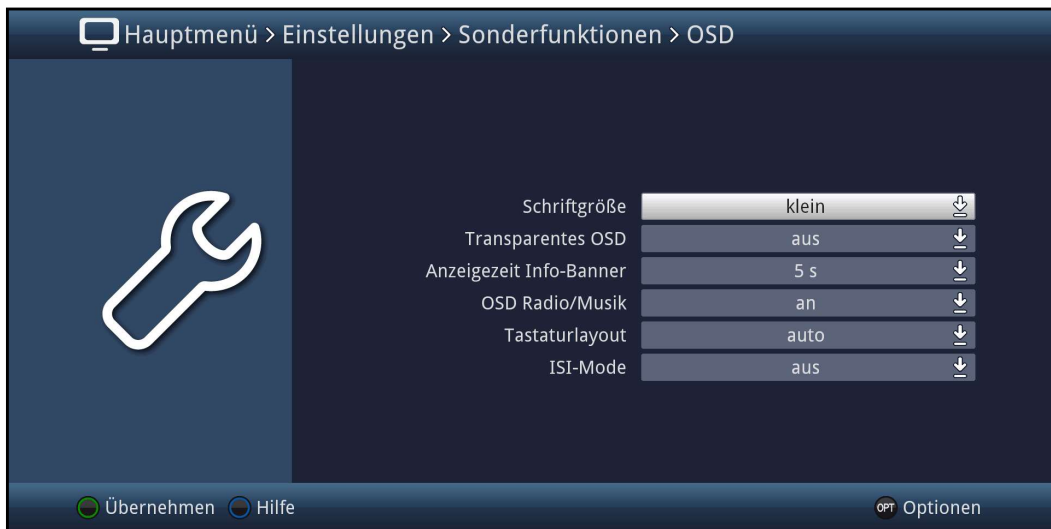 Hauptmenü > Einstellungen > Sonderfunktionen > OSD
Schriftgröße klein
Transparentes OSD aus
Anzeigezeit Info-Banner 5 s
OSD Radio/Musik an
Tastaturlayout auto
ISI-Mode aus
Übernehmen Hilfe OPT Optionen